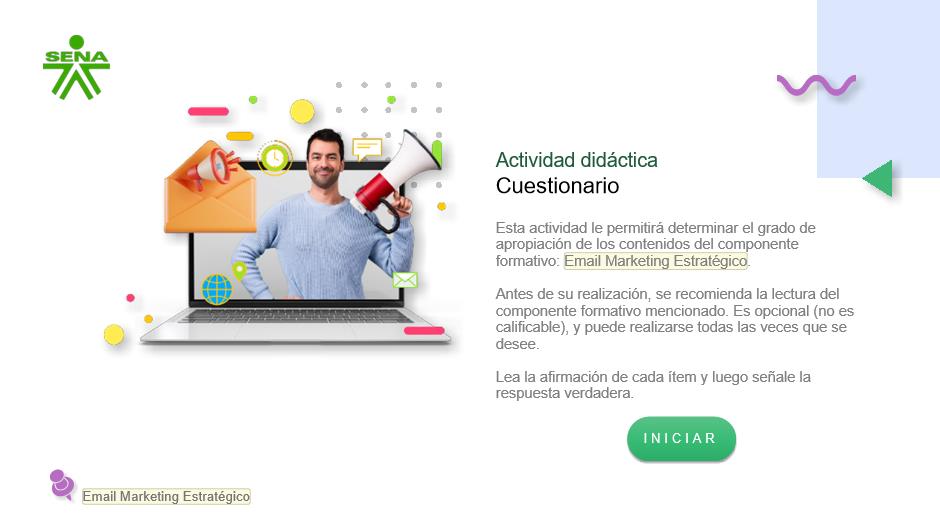 SENA
Actividad didáctica
Cuestionario
Esta actividad le permitirá determinar el grado de
apropiación de los contenidos del componente
formativo: Email Marketing Estratégico.
Antes de su realización, se recomienda la lectura del
componente formativo mencionado. Es opcional (no es
calificable), y puede realizarse todas las veces que se
desee.
Lea la afirmación de cada ítem y luego señale la
respuesta verdadera.
INICIAR
Email Marketing Estratégico